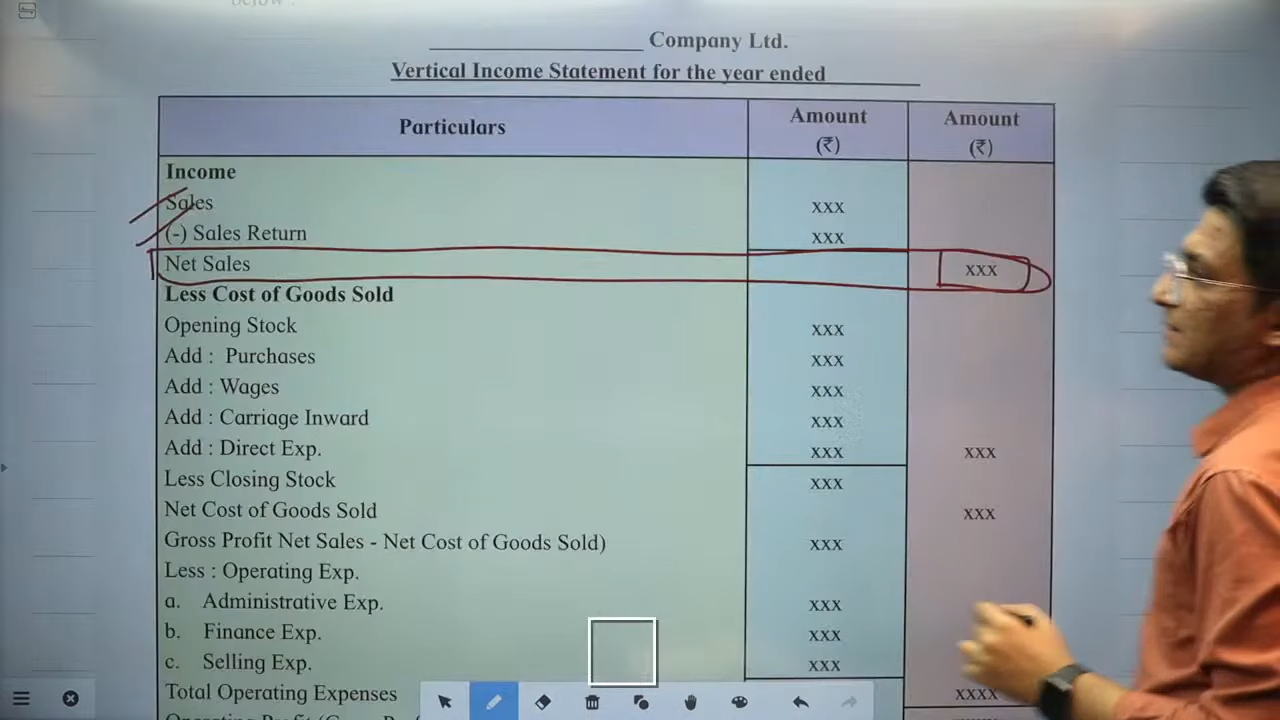 Company Ltd.
Vertical Income Statement for the year ended
Particulars Amount (₹) Amount (₹)
Income
Sales xxx
(-) Sales Return xxx
Net Sales xxx
Less Cost of Goods Sold
Opening Stock xxx
Add : Purchases xxx
Add : Wages xxx
Add : Carriage Inward xxx
Add : Direct Exp. xxx xxx
Less Closing Stock xxx
Net Cost of Goods Sold xxx
Gross Profit Net Sales - Net Cost of Goods Sold) xxx
Less : Operating Exp.
a. Administrative Exp. xxx
b. Finance Exp. xxx
c. Selling Exp. xxx
Total Operating Expenses xxxx